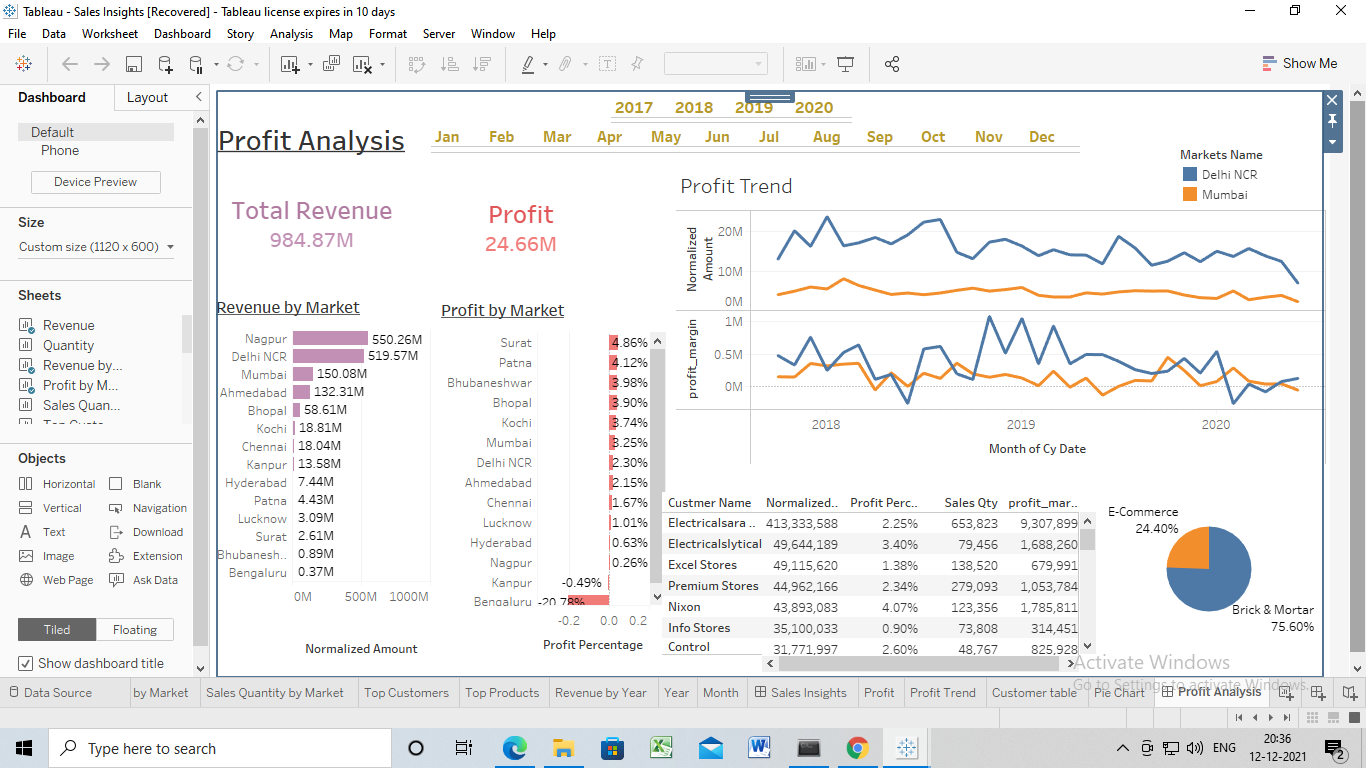 Tableau - Sales Insights [Recovered] - Tableau license expires in 10 days
File Data Worksheet Dashboard Story Analysis Map Format Server Window Help
Show Me
Dashboard Layout
Default
Phone
Device Preview
Size
Custom size (1120 x 600)
Sheets
Revenue
Quantity
Revenue by...
Profit by M...
Sales Quan...
Objects
Horizontal Blank
Vertical Navigation
Text Download
Image Extension
Web Page Ask Data
Tiled Floating
Show dashboard title
2017 2018 2019 2020
Profit Analysis
Jan Feb Mar Apr May Jun Jul Aug Sep Oct Nov Dec
Total Revenue
984.87M
Profit
24.66M
Revenue by Market
Nagpur 550.26M
Delhi NCR 519.57M
Mumbai 150.08M
Ahmedabad 132.31M
Bhopal 58.61M
Kochi 18.81M
Chennai 18.04M
Kanpur 13.58M
Hyderabad 7.44M
Patna 4.43M
Lucknow 3.09M
Surat 2.61M
Bhubanesh.. 0.89M
Bengaluru 0.37M
0M 500M 1000M
Normalized Amount
Profit by Market
Surat 4.86%
Patna 4.12%
Bhubaneshwar 3.98%
Bhopal 3.90%
Kochi 3.74%
Mumbai 3.25%
Delhi NCR 2.30%
Ahmedabad 2.15%
Chennai 1.67%
Lucknow 1.01%
Hyderabad 0.63%
Nagpur 0.26%
Kanpur -0.49%
Bengaluru -20.78%
-0.2 0.0 0.2
Profit Percentage
Markets Name
Delhi NCR
Mumbai
Profit Trend
Normalized
Amount
20M
10M
0M
profit_margin
1M
0.5M
0M
2018 2019 2020
Month of Cy Date
Custmer Name Normalized.. Profit Perc.. Sales Qty profit_mar..
Electricalsara .. 413,333,588 2.25% 653,823 9,307,899
Electricalslytical 49,644,189 3.40% 79,456 1,688,260
Excel Stores 49,115,620 1.38% 138,520 679,991
Premium Stores 44,962,166 2.34% 279,093 1,053,784
Nixon 43,893,083 4.07% 123,356 1,785,811
Info Stores 35,100,033 0.90% 73,808 314,451
Control 31,771,997 2.60% 48,767 825,928
E-Commerce
24.40%
Brick & Mortar
75.60%
Activate Windows
Go to Settings to activate Windows.
Data Source by Market Sales Quantity by Market Top Customers Top Products Revenue by Year Year Month Sales Insights Profit Profit Trend Customer table Pie Chart Profit Analysis
Type here to search
ENG
20:36
12-12-2021
2